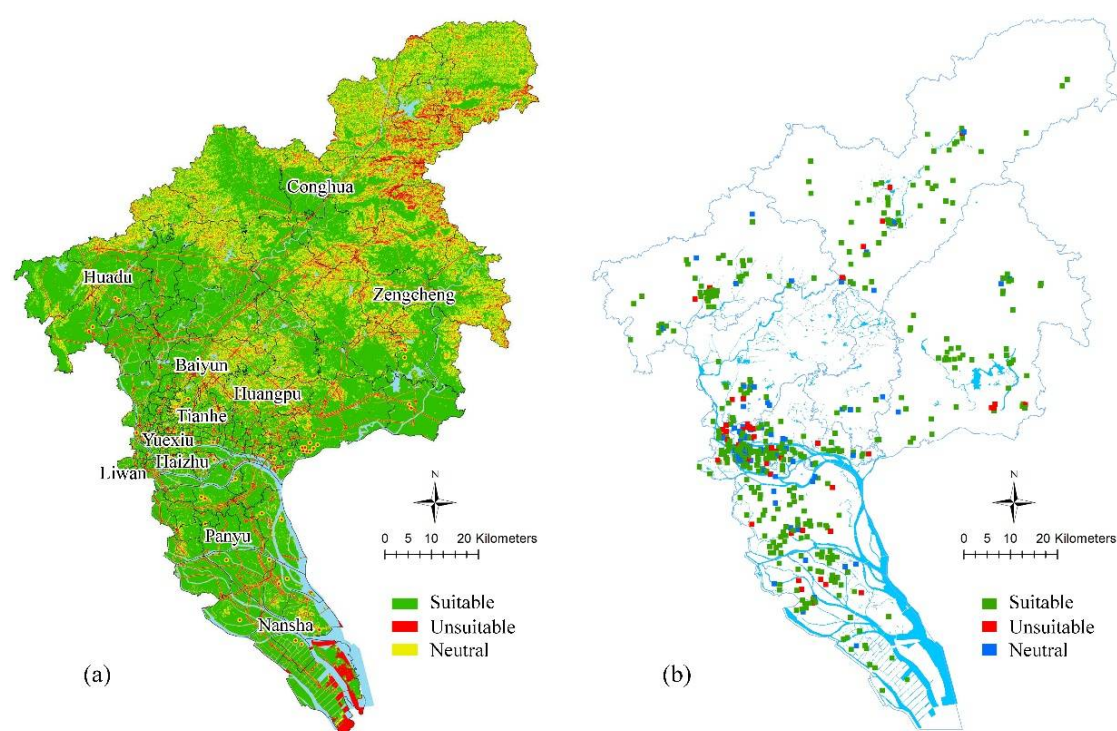 Conghua
Huadu
Zengcheng
Baiyun
Huangpu
Tianhe
Yuexiu
Haizhu
Liwan
Panyu
Nansha
N
0 5 10 20 Kilometers
Suitable
Unsuitable
Neutral
(a)
N
0 5 10 20 Kilometers
Suitable
Unsuitable
Neutral
(b)